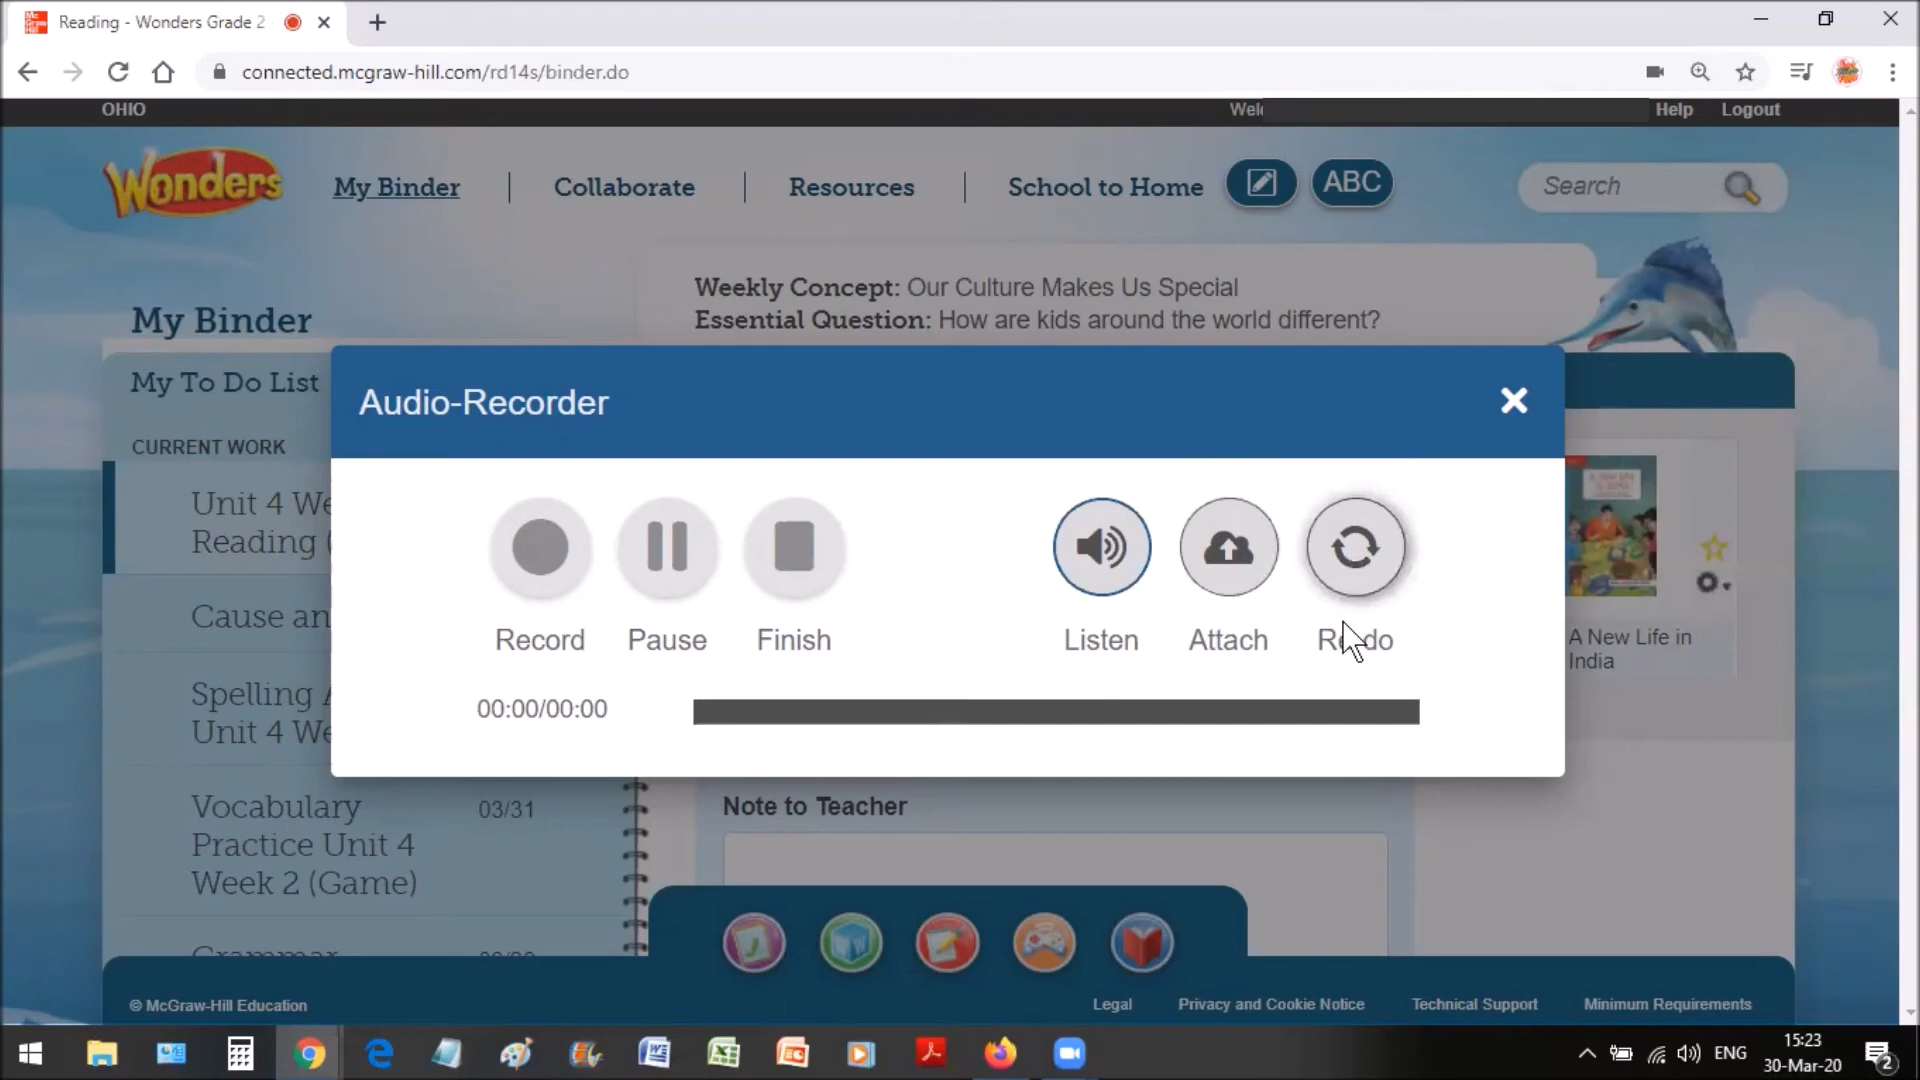 Reading - Wonders Grade 2
connected.mcgraw-hill.com/rd14s/binder.do
OHIO
Help
Logout
Wonders
My Binder
Collaborate
Resources
School to Home
ABC
Search
Weekly Concept: Our Culture Makes Us Special
Essential Question: How are kids around the world different?
My Binder
My To Do List
CURRENT WORK
Unit 4
Reading
Cause
Spelling
Unit 4
Vocabulary
Practice Unit 4
Week 2 (Game)
03/31
Audio-Recorder
Record
Pause
Finish
Listen
Attach
Redo
00:00/00:00
A New Life in
India
Note to Teacher
© McGraw-Hill Education
Legal
Privacy and Cookie Notice
Technical Support
Minimum Requirements
ENG
15:23
30-Mar-20
2